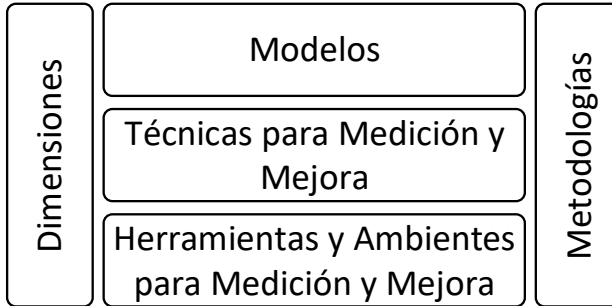 Dimensiones
Modelos
Técnicas para Medición y
Mejora
Herramientas y Ambientes
para Medición y Mejora
Metodologías